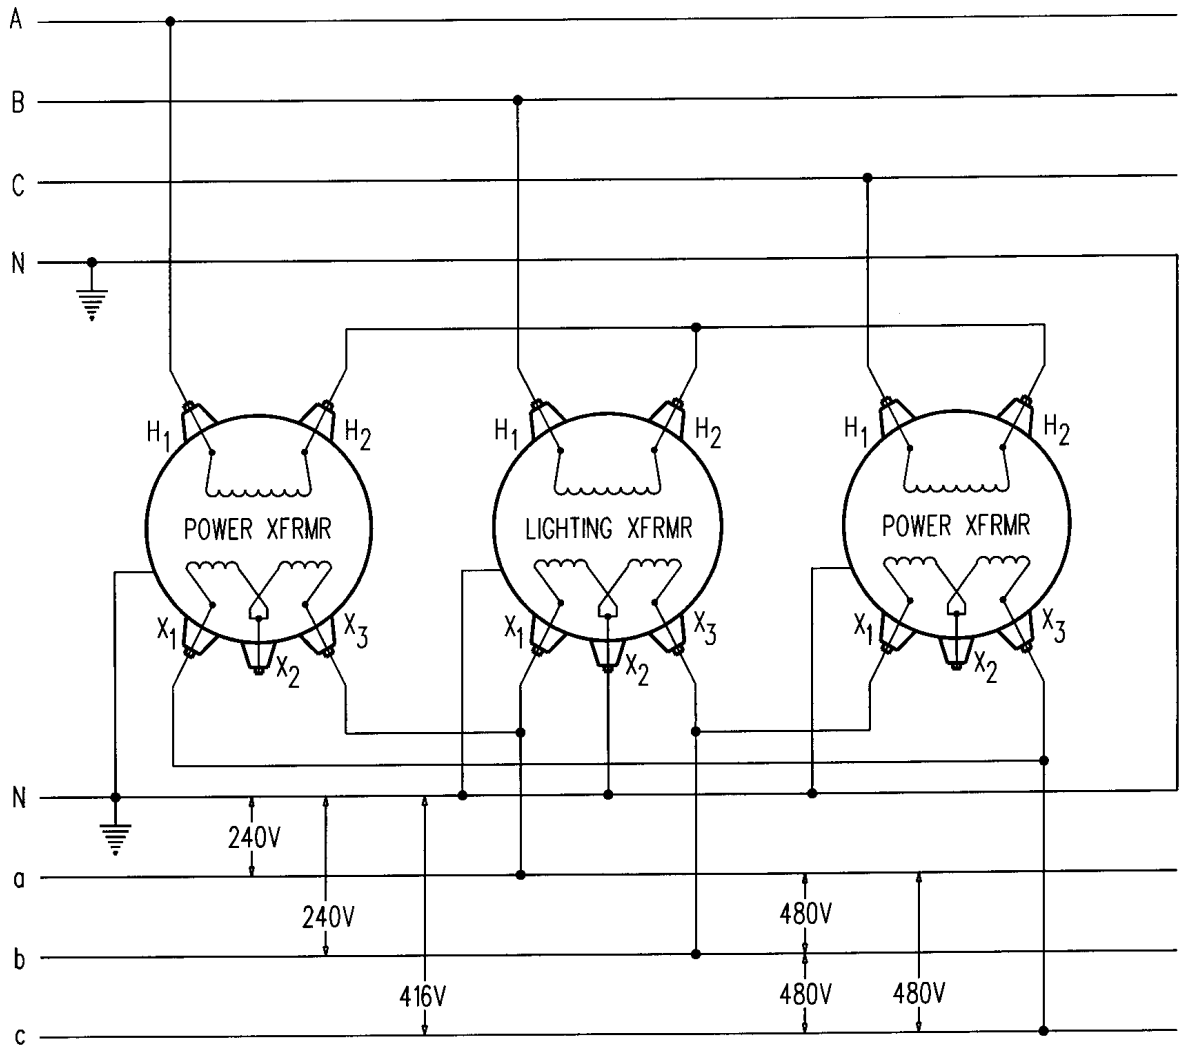 A
B
C
N
H1 H2 H1 H2 H1 H2
POWER XFRMR LIGHTING XFRMR POWER XFRMR
X1 X3 X1 X3 X1 X3
X2 X2 X2
N
240V
a
240V 480V
b
416V 480V 480V
c